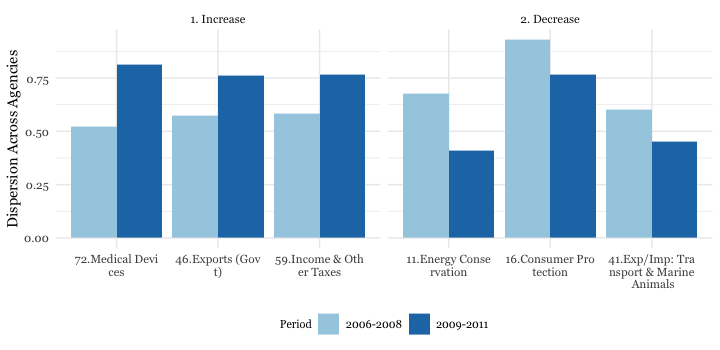 1. Increase
2. Decrease
Dispersion Across Agencies
0.75
0.50
0.25
0.00
72.Medical Devi
ces
46.Exports (Gov
t)
59.Income & Oth
er Taxes
11.Energy Conse
rvation
16.Consumer Pro
tection
41.Exp/Imp: Tra
nsport & Marine
Animals
Period
2006-2008
2009-2011